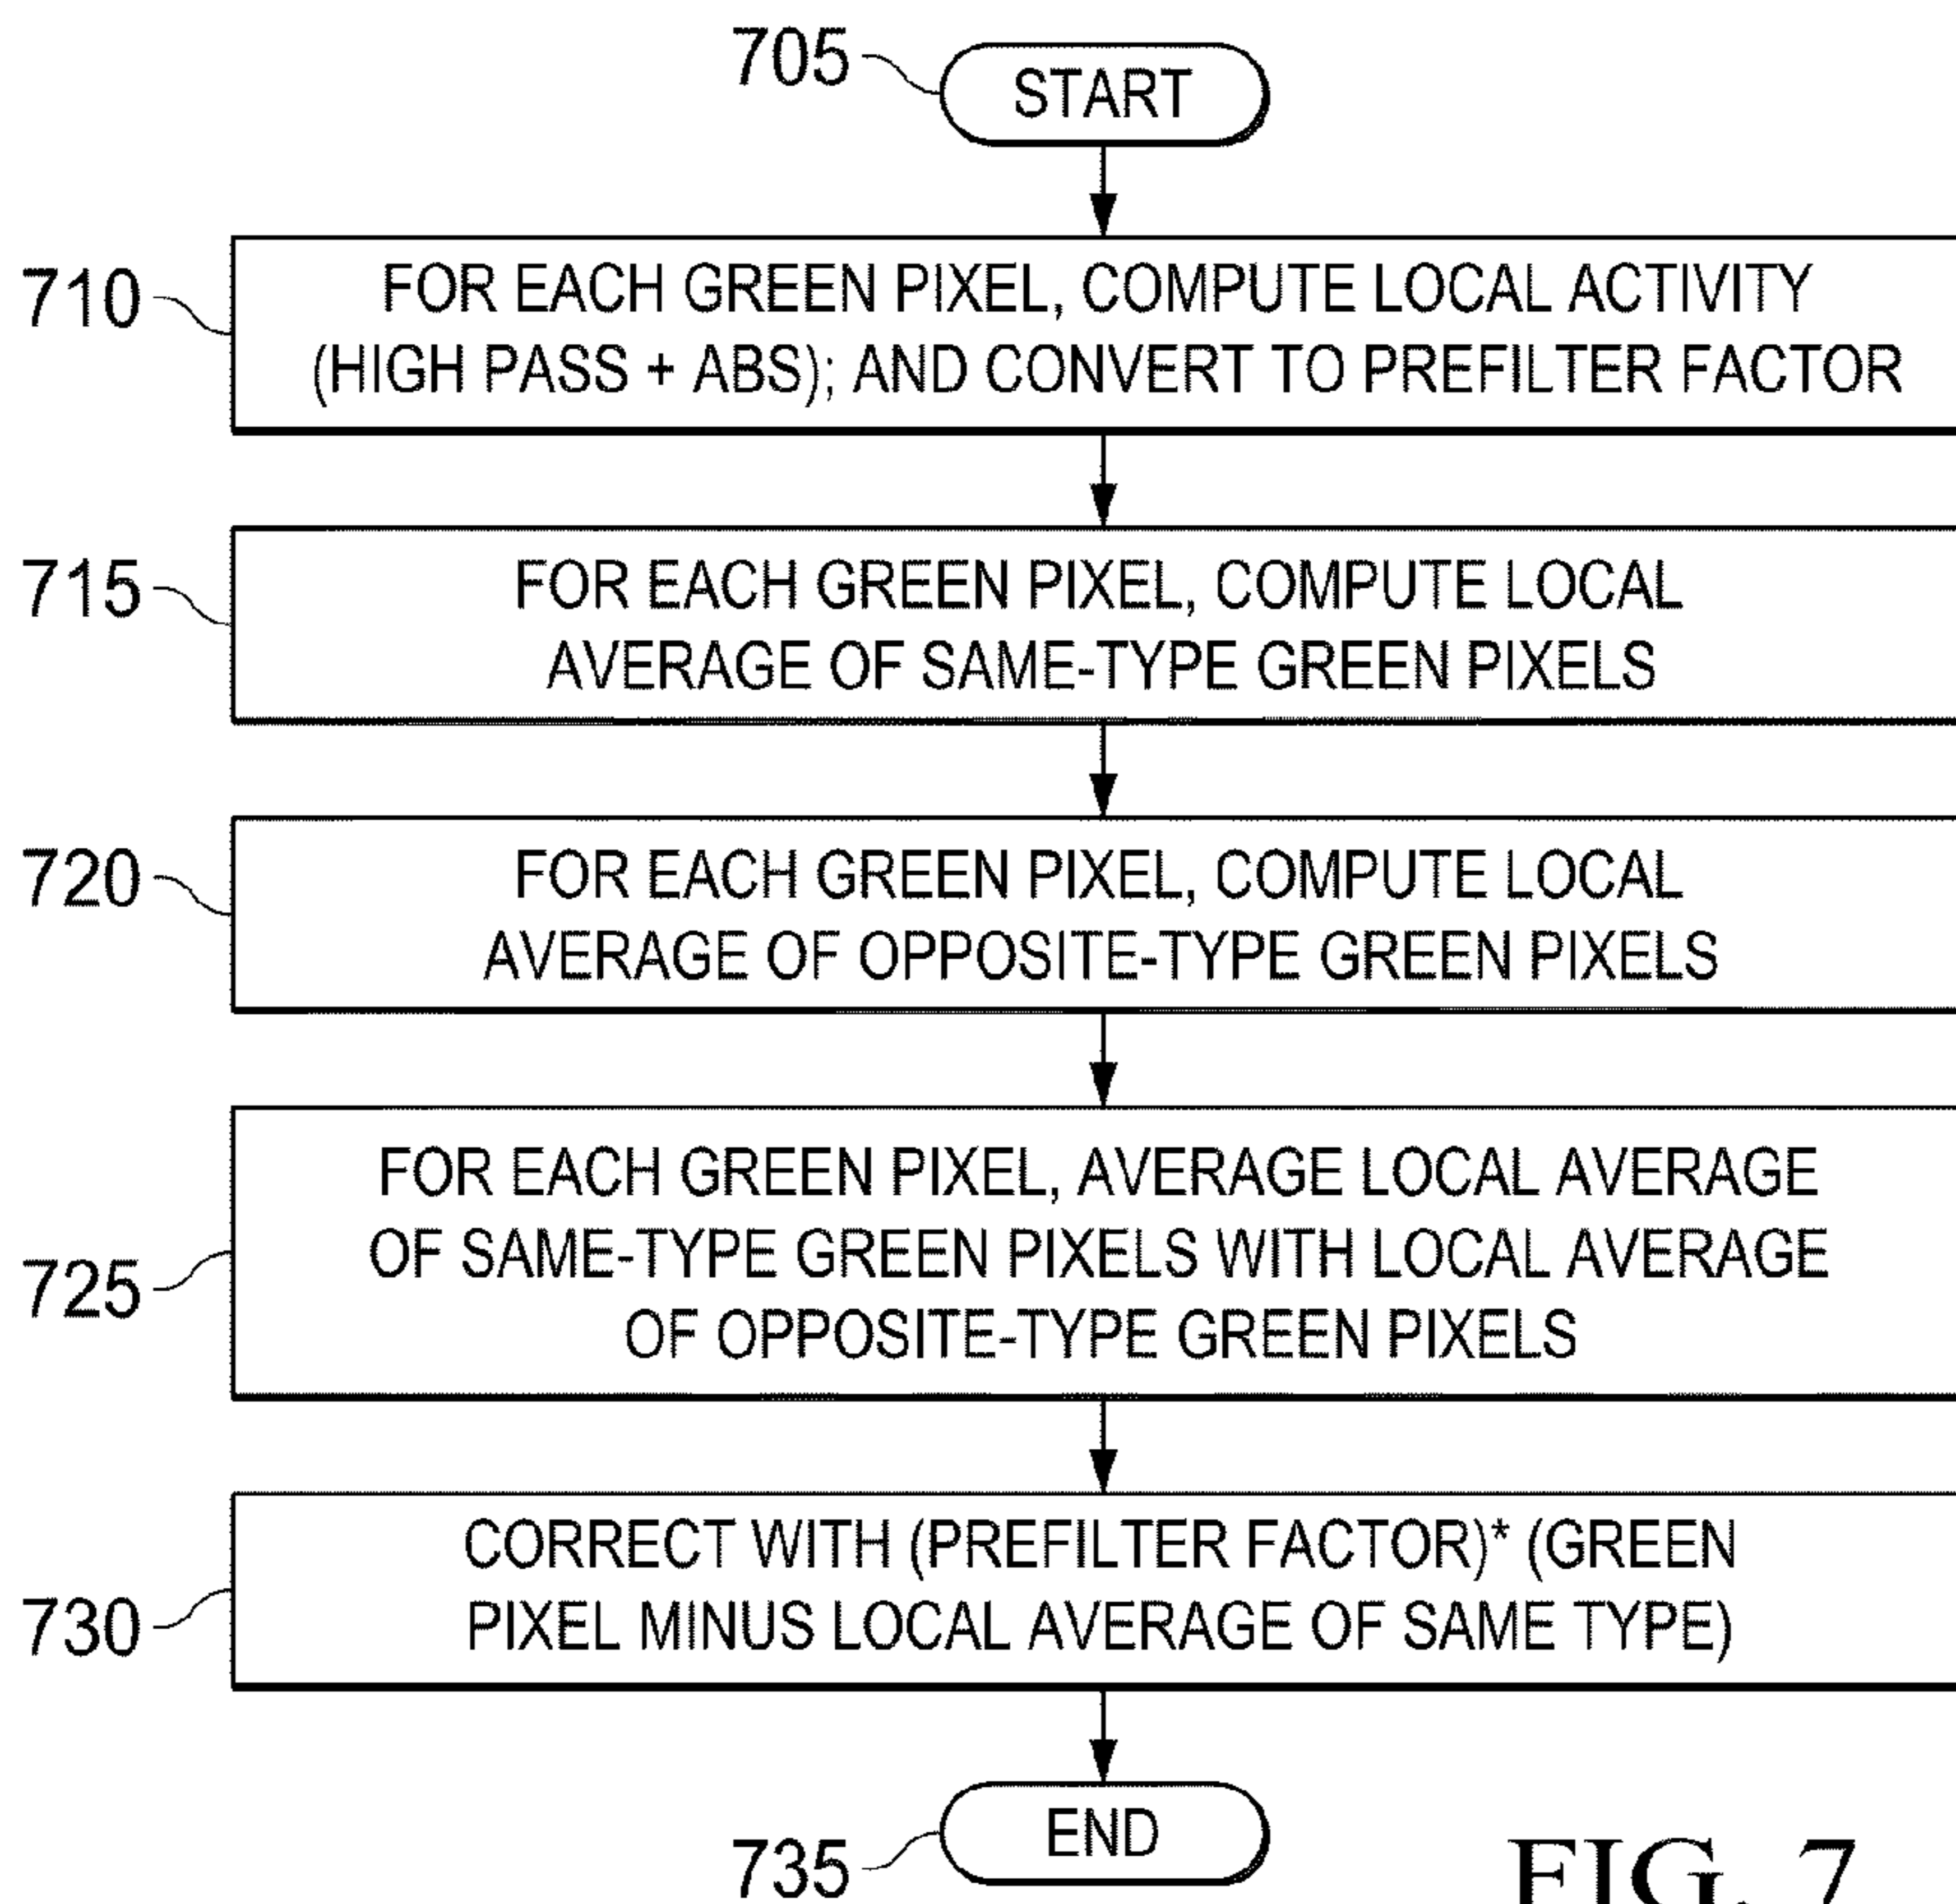 705
START
710
FOR EACH GREEN PIXEL, COMPUTE LOCAL ACTIVITY
(HIGH PASS + ABS); AND CONVERT TO PREFILTER FACTOR
715
FOR EACH GREEN PIXEL, COMPUTE LOCAL
AVERAGE OF SAME-TYPE GREEN PIXELS
720
FOR EACH GREEN PIXEL, COMPUTE LOCAL
AVERAGE OF OPPOSITE-TYPE GREEN PIXELS
725
FOR EACH GREEN PIXEL, AVERAGE LOCAL AVERAGE
OF SAME-TYPE GREEN PIXELS WITH LOCAL AVERAGE
OF OPPOSITE-TYPE GREEN PIXELS
730
CORRECT WITH (PREFILTER FACTOR)* (GREEN
PIXEL MINUS LOCAL AVERAGE OF SAME TYPE)
735
END
FIG. 7